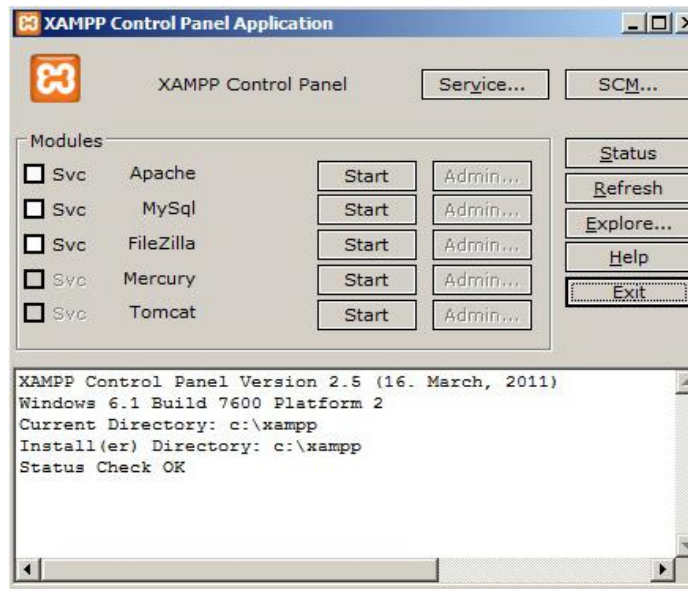 XAMPP Control Panel Application
XAMPP Control Panel Service... SCM...
Modules
Svc Apache Start Admin...
Svc MySql Start Admin...
Svc FileZilla Start Admin...
Svc Mercury Start Admin...
Svc Tomcat Start Admin...
Status
Refresh
Explore...
Help
Exit
XAMPP Control Panel Version 2.5 (16. March, 2011)
Windows 6.1 Build 7600 Platform 2
Current Directory: c:\xampp
Install(er) Directory: c:\xampp
Status Check OK